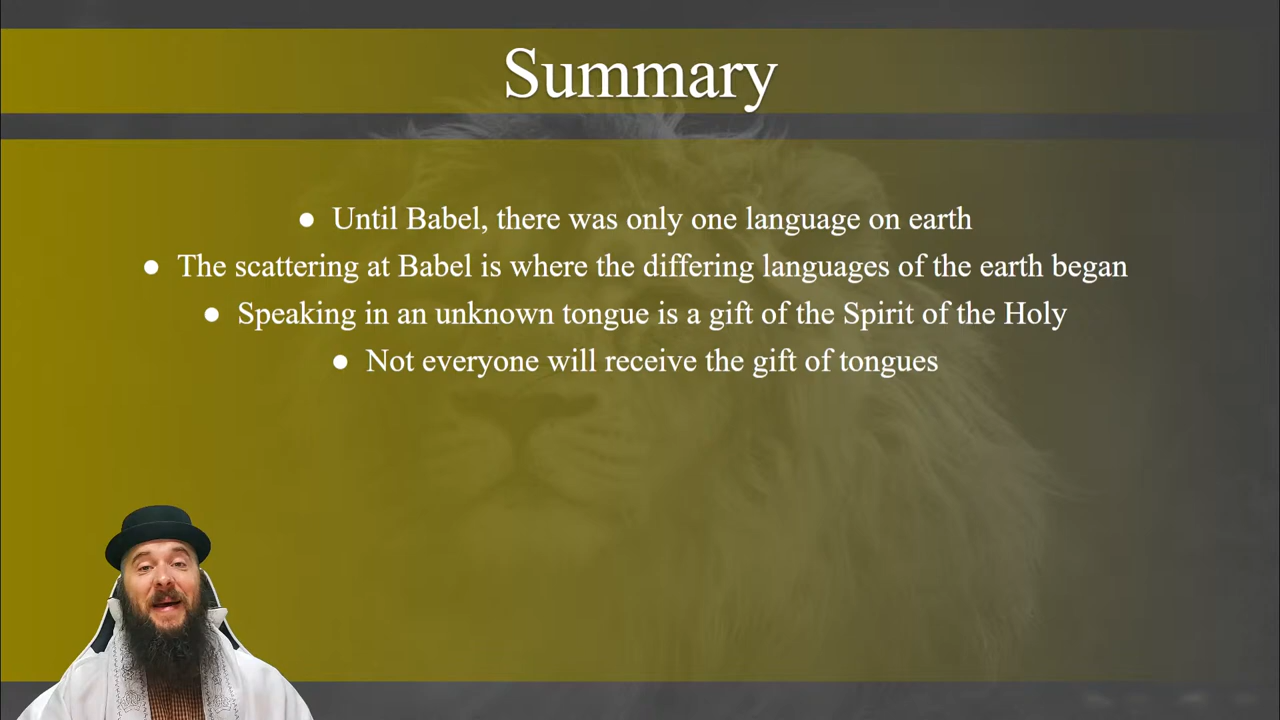 Summary
● Until Babel, there was only one language on earth
● The scattering at Babel is where the differing languages of the earth began
● Speaking in an unknown tongue is a gift of the Spirit of the Holy
● Not everyone will receive the gift of tongues